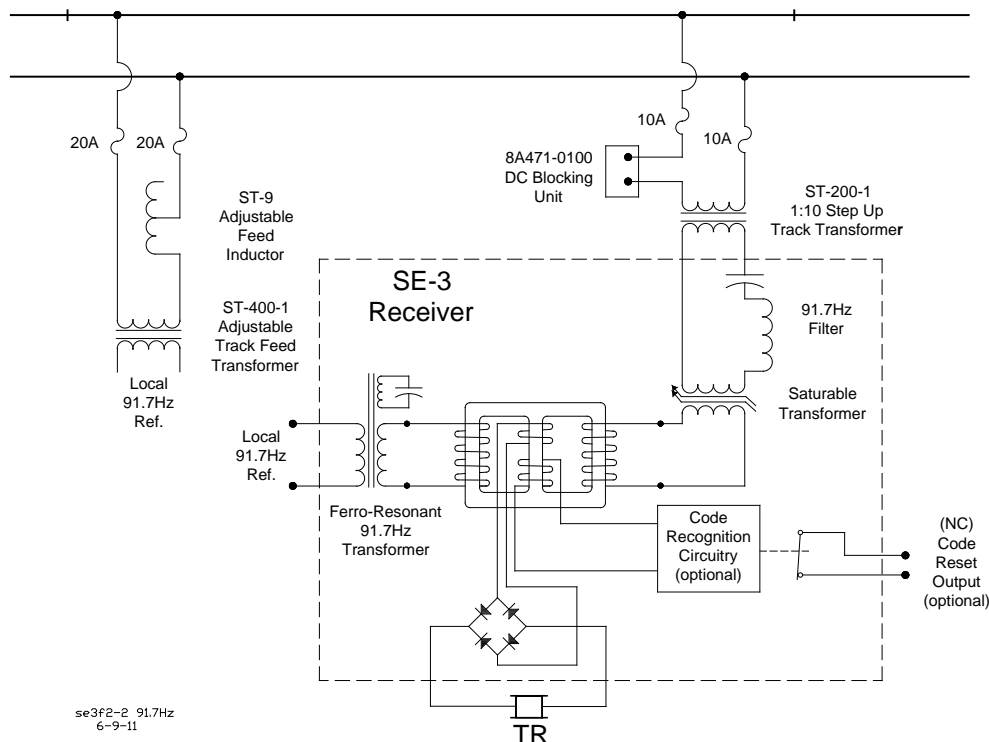 20A
20A
10A
10A
8A471-0100
DC Blocking
Unit
ST-9
Adjustable
Feed
Inductor
ST-200-1
1:10 Step Up
Track Transformer
SE-3
Receiver
ST-400-1
Adjustable
Track Feed
Transformer
91.7Hz
Filter
Local
91.7Hz
Ref.
Saturable
Transformer
Local
91.7Hz
Ref.
Ferro-Resonant
91.7Hz
Transformer
Code
Recognition
Circuitry
(optional)
(NC)
Code
Reset
Output
(optional)
se3f2-2 91.7Hz
6-9-11
TR